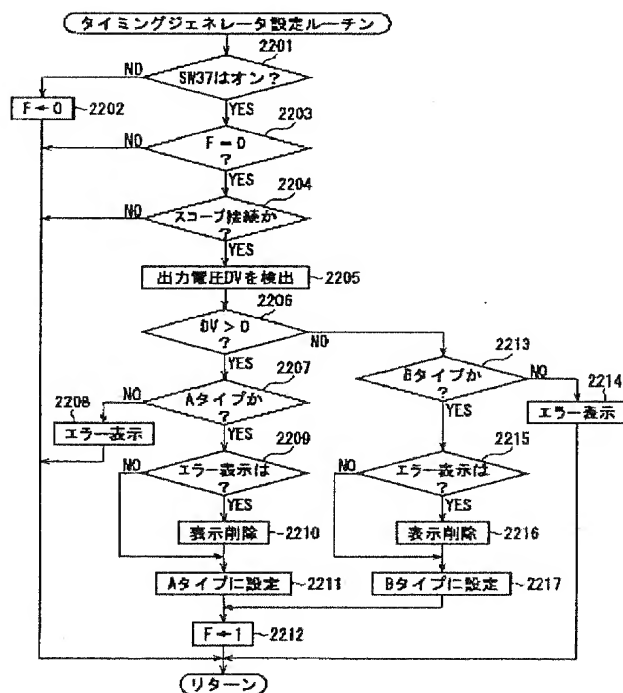 タイミングジェネレータ設定ルーチン
2201
SW37はオン?
NO
YES
F←0
2202
2203
F=0
?
NO
YES
2204
スコープ接続か
?
NO
YES
出力電圧DVを検出
2205
2206
DV>0
?
NO
YES
2207
Aタイプか
?
NO
YES
2208
エラー表示
2213
Bタイプか
?
NO
YES
2214
エラー表示
2209
エラー表示は
?
NO
YES
2215
エラー表示は
?
NO
YES
表示削除
2210
表示削除
2216
Aタイプに設定
2211
Bタイプに設定
2217
F←1
2212
リターン